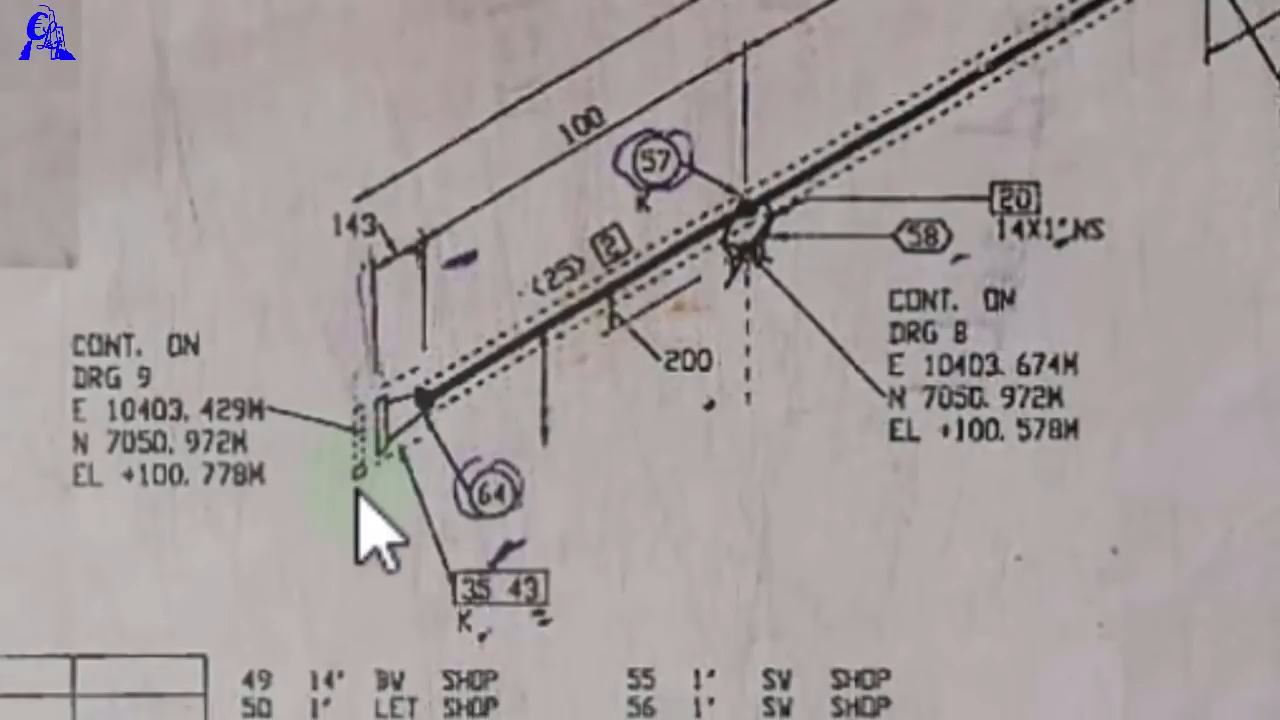 100
57
K
143
20
14X1" NS
58
<25> 2
CONT. ON
DRG 8
E 10403.674M
N 7050.972M
EL +100.578M
200
CONT. ON
DRG 9
E 10403.429M
N 7050.972M
EL +100.778M
64
35 43
K
49 14" BW SHOP
50 1" LET SHOP
55 1" SW SHOP
56 1" SW SHOP